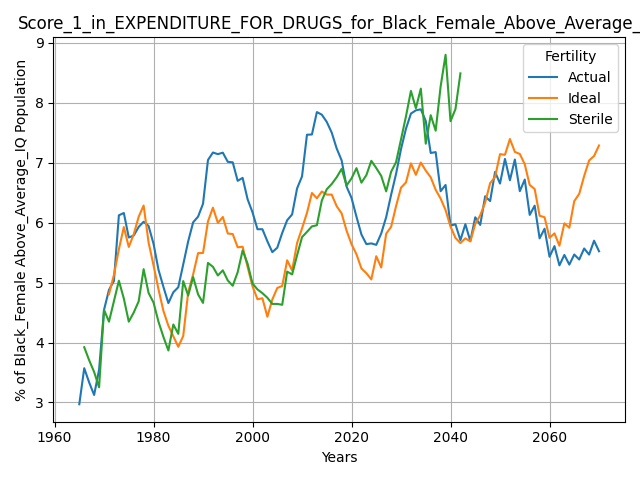 Score_1_in_EXPENDITURE_FOR_DRUGS_for_Black_Female_Above_Average_
% of Black_Female Above_Average_IQ Population
9
8
7
6
5
4
3
Fertility
Actual
Ideal
Sterile
1960 1980 2000 2020 2040 2060
Years